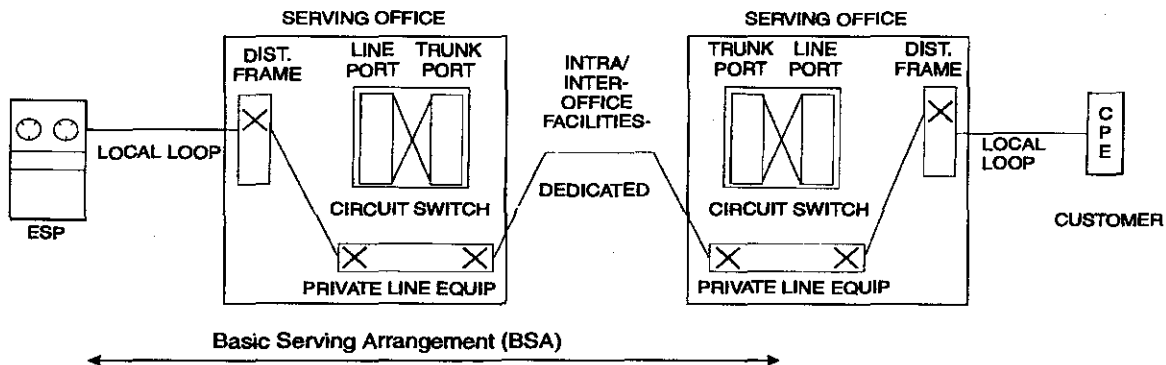 SERVING OFFICE
SERVING OFFICE
DIST.
FRAME
LINE
PORT
TRUNK
PORT
INTRA/
INTER-
OFFICE
FACILITIES-
TRUNK
PORT
LINE
PORT
DIST.
FRAME
C
P
E
LOCAL LOOP
LOCAL
LOOP
DEDICATED
CIRCUIT SWITCH
CIRCUIT SWITCH
ESP
CUSTOMER
PRIVATE LINE EQUIP
PRIVATE LINE EQUIP
Basic Serving Arrangement (BSA)